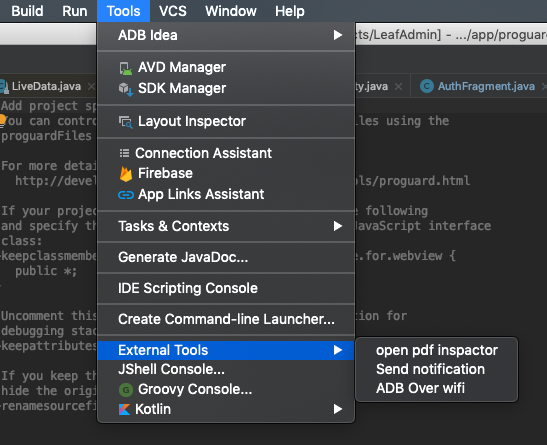 Build Run Tools VCS Window Help
ADB Idea
cts/LeafAdmin] - .../app/proguard
AVD Manager
SDK Manager
LiveData.java
ty.java
AuthFragment.java
Layout Inspector
Connection Assistant
Firebase
App Links Assistant
Tasks & Contexts
Generate JavaDoc...
IDE Scripting Console
Create Command-line Launcher...
External Tools
JShell Console...
Groovy Console...
Kotlin
open pdf inspactor
Send notification
ADB Over wifi
Add project sp
You can contro
les using the
proguardFiles
For more detai
http://devel
ols/proguard.html
If your projec
e following
and specify th
JavaScript interface
class:
keepclassmembe
e.for.webview {
public *;
Uncomment this
tion for
debugging stac
keepattributes
If you keep th
hide the origi
renamesourcefi